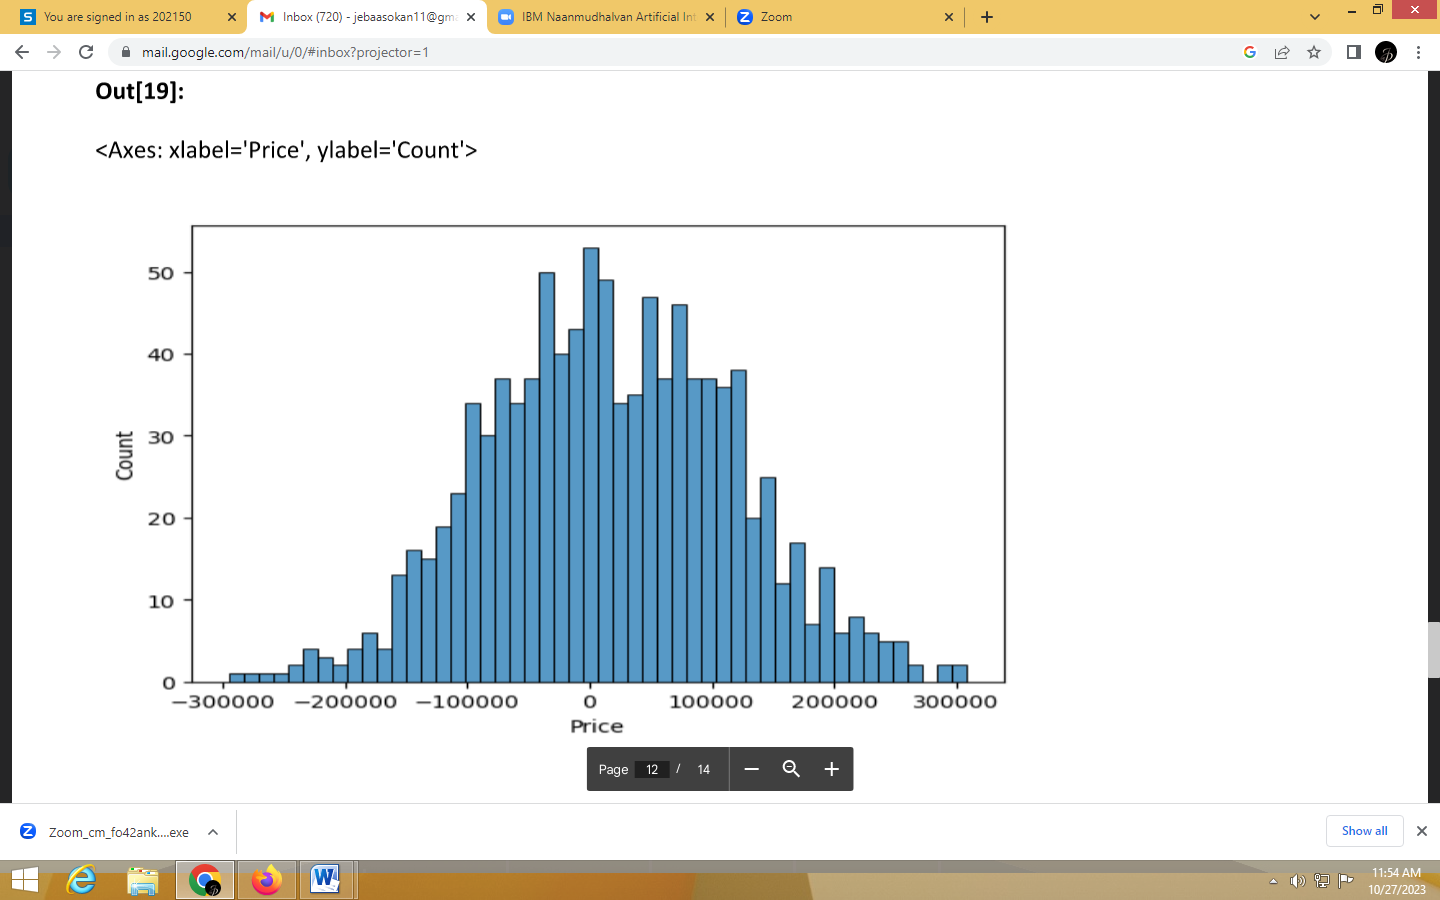 You are signed in as 202150
Inbox (720) - jebaasokan11@gm
IBM Naanmudhalvan Artificial Int
Zoom
mail.google.com/mail/u/0/#inbox?projector=1
Out[19]:
<Axes: xlabel='Price', ylabel='Count'>
50
40
30
20
10
0
Count
−300000 −200000 −100000 0 100000 200000 300000
Price
Page 12 / 14
Zoom_cm_fo42ank....exe
Show all
11:54 AM
10/27/2023